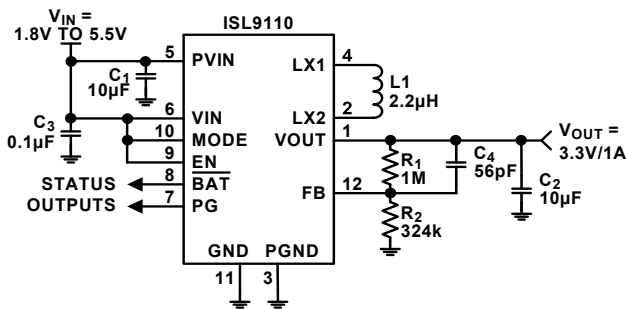 ISL9110
V_IN =
1.8V TO 5.5V
5
PVIN
C1
10µF
6
VIN
C3
0.1µF
10
MODE
9
EN
STATUS
8
BAT
OUTPUTS
7
PG
GND
11
PGND
3
LX1
4
L1
2.2µH
LX2
2
VOUT
1
R1
1M
C4
56pF
FB
12
R2
324k
C2
10µF
V_OUT =
3.3V/1A